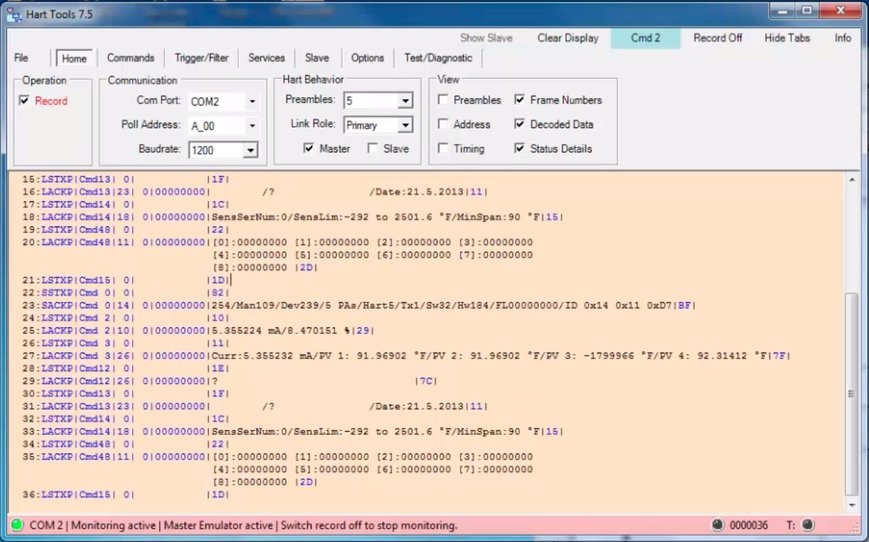 Hart Tools 7.5
Show Slave Clear Display Cmd 2 Record Off Hide Tabs Info
File Home Commands Trigger/Filter Services Slave Options Test/Diagnostic
Operation Communication Hart Behavior View
Record Com Port: COM2 Preambles: 5 Preambles Frame Numbers
Poll Address: A_00 Link Role: Primary Address Decoded Data
Baudrate: 1200 Master Slave Timing Status Details
15:LSTXP|Cmd13| 0| |1F|
16:LACKP|Cmd13|23| 0|00000000| /? /Date:21.5.2013|11|
17:LSTXP|Cmd14| 0| |1C|
18:LACKP|Cmd14|18| 0|00000000|SensSerNum:0/SensLim:-292 to 2501.6 °F/MinSpan:90 °F|15|
19:LSTXP|Cmd48| 0| |22|
20:LACKP|Cmd48|11| 0|00000000|[0]:00000000 [1]:00000000 [2]:00000000 [3]:00000000
[4]:00000000 [5]:00000000 [6]:00000000 [7]:00000000
[8]:00000000 |2D|
21:LSTXP|Cmd15| 0| |1D|
22:SSTXP|Cmd 0| 0| |82|
23:SACKP|Cmd 0|14| 0|00000000|254/Man109/Dev239/5 PAs/Hart5/Tx1/Sw32/Hw184/FL00000000/ID 0x14 0x11 0xD7|BF|
24:LSTXP|Cmd 2| 0| |10|
25:LACKP|Cmd 2|10| 0|00000000|5.355224 mA/8.470151 %|29|
26:LSTXP|Cmd 3| 0| |11|
27:LACKP|Cmd 3|26| 0|00000000|Curr:5.355232 mA/PV 1: 91.96902 °F/PV 2: 91.96902 °F/PV 3: -1799966 °F/PV 4: 92.31412 °F|7F|
28:LSTXP|Cmd12| 0| |1E|
29:LACKP|Cmd12|26| 0|00000000|? |7C|
30:LSTXP|Cmd13| 0| |1F|
31:LACKP|Cmd13|23| 0|00000000| /? /Date:21.5.2013|11|
32:LSTXP|Cmd14| 0| |1C|
33:LACKP|Cmd14|18| 0|00000000|SensSerNum:0/SensLim:-292 to 2501.6 °F/MinSpan:90 °F|15|
34:LSTXP|Cmd48| 0| |22|
35:LACKP|Cmd48|11| 0|00000000|[0]:00000000 [1]:00000000 [2]:00000000 [3]:00000000
[4]:00000000 [5]:00000000 [6]:00000000 [7]:00000000
[8]:00000000 |2D|
36:LSTXP|Cmd15| 0| |1D|
COM 2 | Monitoring active | Master Emulator active | Switch record off to stop monitoring. 0000036 T: